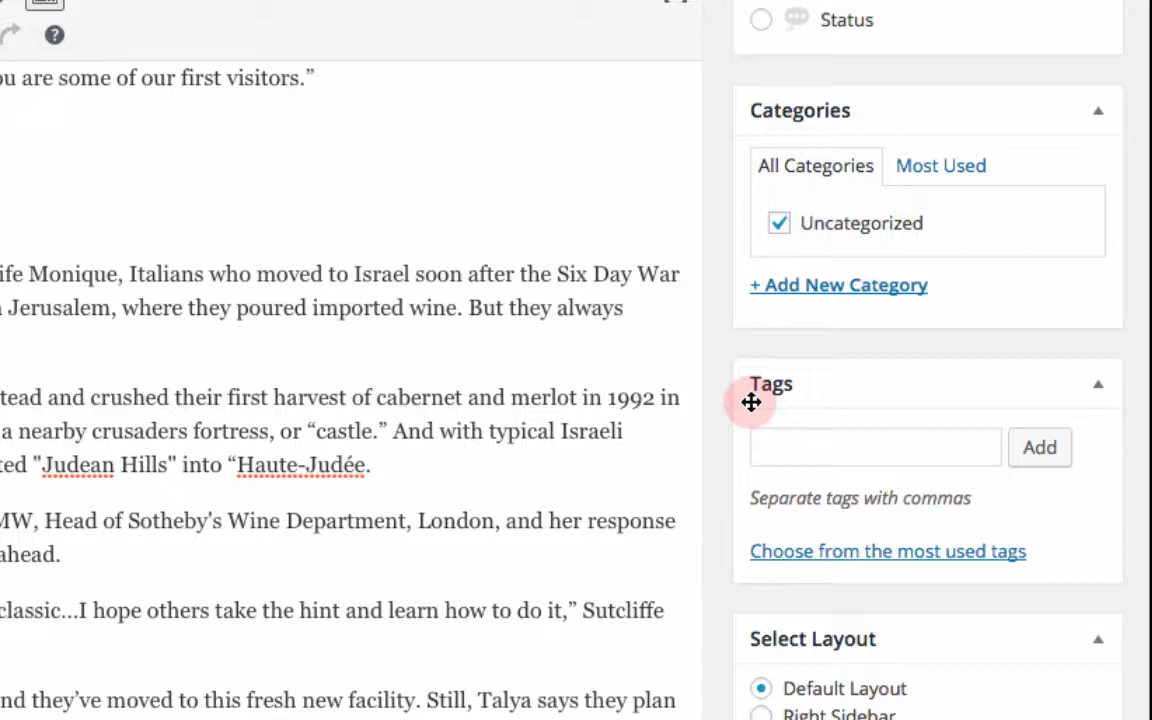 Status
ou are some of our first visitors.”
Categories
All Categories Most Used
Uncategorized
+ Add New Category
ife Monique, Italians who moved to Israel soon after the Six Day War
Jerusalem, where they poured imported wine. But they always
Tags
tead and crushed their first harvest of cabernet and merlot in 1992 in
a nearby crusaders fortress, or “castle.” And with typical Israeli
Add
ted "Judean Hills" into “Haute-Judée.
Separate tags with commas
MW, Head of Sotheby's Wine Department, London, and her response
ahead.
Choose from the most used tags
classic...I hope others take the hint and learn how to do it,” Sutcliffe
Select Layout
Default Layout
nd they’ve moved to this fresh new facility. Still, Talya says they plan
Right Sidebar